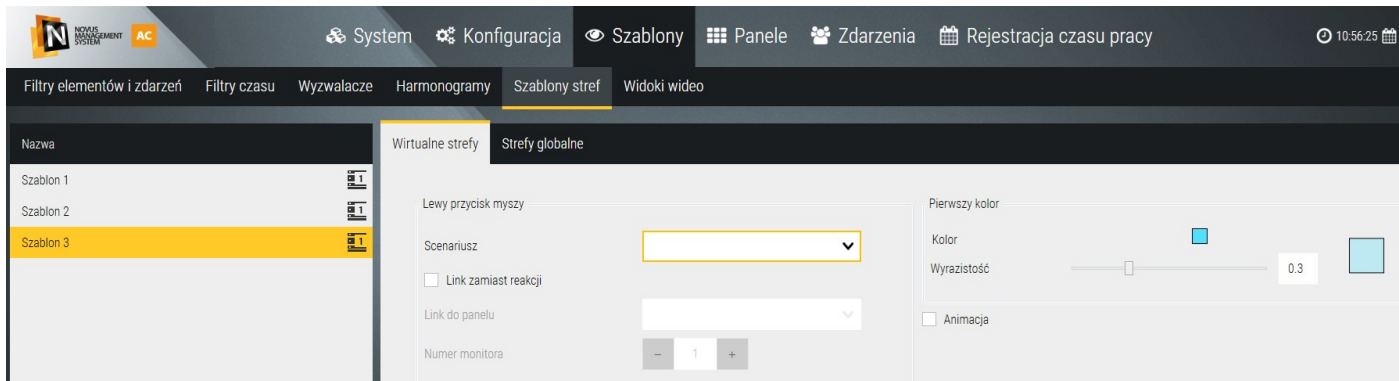 NOVUS MANAGEMENT SYSTEM AC System Konfiguracja Szablony Panele Zdarzenia Rejestracja czasu pracy 10:56:25
Filtry elementów i zdarzeń Filtry czasu Wyzwalacze Harmonogramy Szablony stref Widoki wideo
Nazwa Wirtualne strefy Strefy globalne
Szablon 1 1
Szablon 2 1
Szablon 3 1
Lewy przycisk myszy
Scenariusz
Link zamiast reakcji
Link do panelu
Numer monitora – 1 +
Pierwszy kolor
Kolor
Wyrazistość 0.3
Animacja